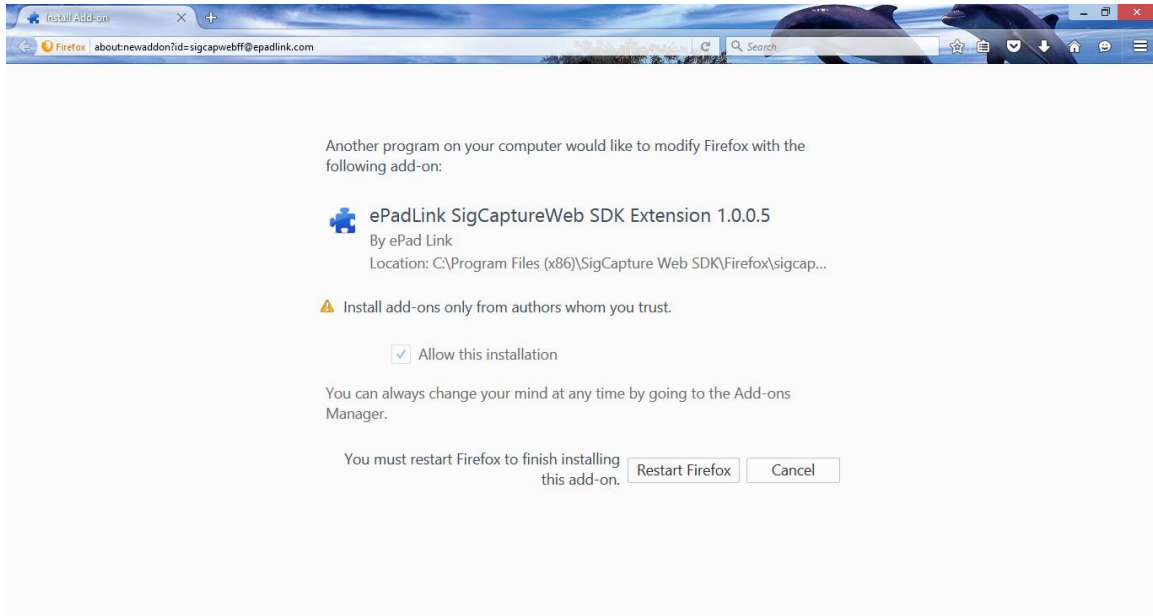 Install Add-on
Firefox about:newaddon?id=sigcapwebff@epadlink.com
Search
Another program on your computer would like to modify Firefox with the
following add-on:
ePadLink SigCaptureWeb SDK Extension 1.0.0.5
By ePad Link
Location: C:\Program Files (x86)\SigCapture Web SDK\Firefox\sigcap...
Install add-ons only from authors whom you trust.
Allow this installation
You can always change your mind at any time by going to the Add-ons
Manager.
You must restart Firefox to finish installing
this add-on.
Restart Firefox
Cancel